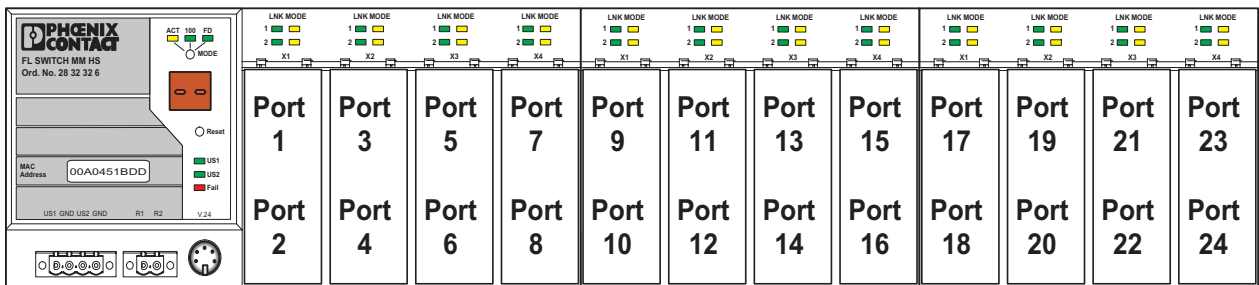 PHŒNIX
CONTACT
FL SWITCH MM HS
Ord. No. 28 32 32 6
ACT 100 FD
MODE
Reset
MAC
Address
00A0451BDD
US1
US2
Fail
US1 GND US2 GND R1 R2 V.24
LNK MODE LNK MODE LNK MODE LNK MODE LNK MODE LNK MODE LNK MODE LNK MODE LNK MODE LNK MODE LNK MODE LNK MODE
1 1 1 1 1 1 1 1 1 1 1 1
2 2 2 2 2 2 2 2 2 2 2 2
X1 X2 X3 X4 X1 X2 X3 X4 X1 X2 X3 X4
Port Port Port Port Port Port Port Port Port Port Port Port
1 3 5 7 9 11 13 15 17 19 21 23
Port Port Port Port Port Port Port Port Port Port Port Port
2 4 6 8 10 12 14 16 18 20 22 24